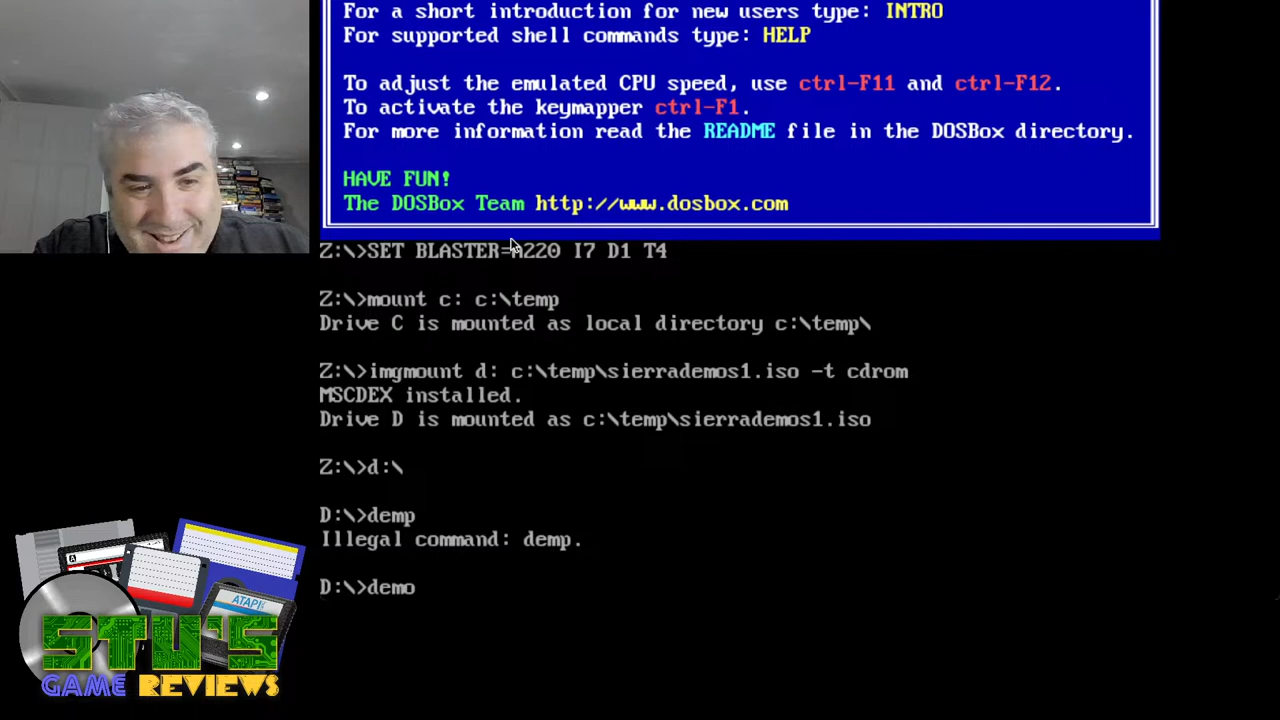 For a short introduction for new users type: INTRO
For supported shell commands type: HELP
To adjust the emulated CPU speed, use ctrl-F11 and ctrl-F12.
To activate the keymapper ctrl-F1.
For more information read the README file in the DOSBox directory.
HAVE FUN!
The DOSBox Team http://www.dosbox.com
Z:\>SET BLASTER=A220 I7 D1 T4
Z:\>mount c: c:\temp
Drive C is mounted as local directory c:\temp\
Z:\>imgmount d: c:\temp\sierrademos1.iso -t cdrom
MSCDEX installed.
Drive D is mounted as c:\temp\sierrademos1.iso
Z:\>d:\
D:\>demp
Illegal command: demp.
D:\>demo
A
ATARI
STU'S
GAME REVIEWS